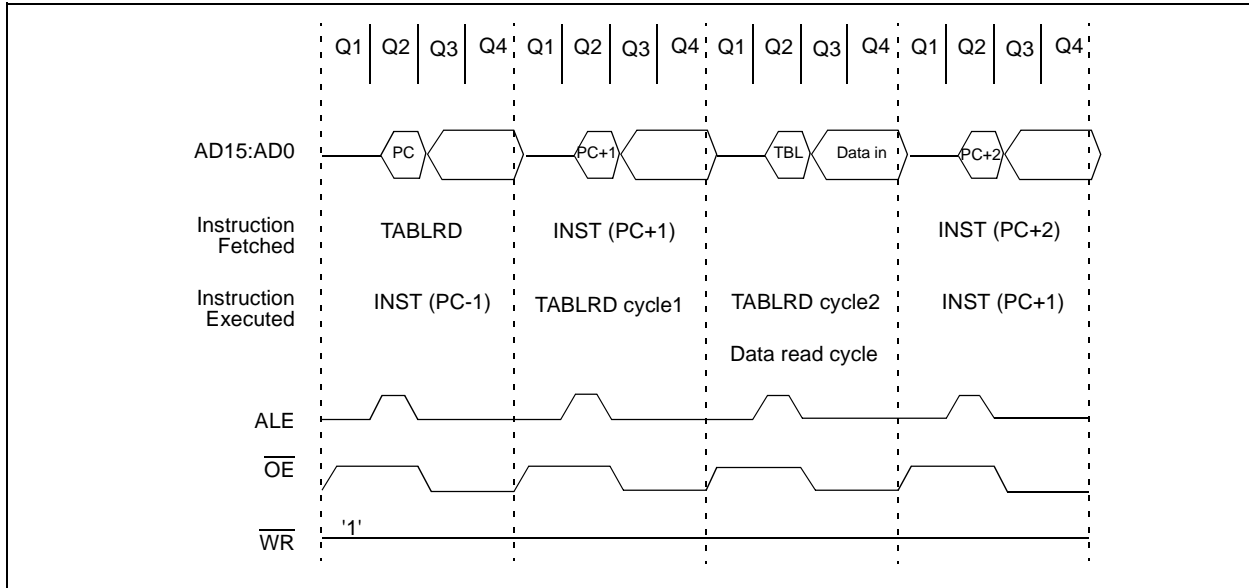 Q1 Q2 Q3 Q4 Q1 Q2 Q3 Q4 Q1 Q2 Q3 Q4 Q1 Q2 Q3 Q4
AD15:AD0 PC PC+1 TBL Data in PC+2
Instruction
Fetched
TABLRD INST (PC+1) INST (PC+2)
Instruction
Executed
INST (PC-1) TABLRD cycle1 TABLRD cycle2 INST (PC+1)
Data read cycle
ALE
OE
'1'
WR